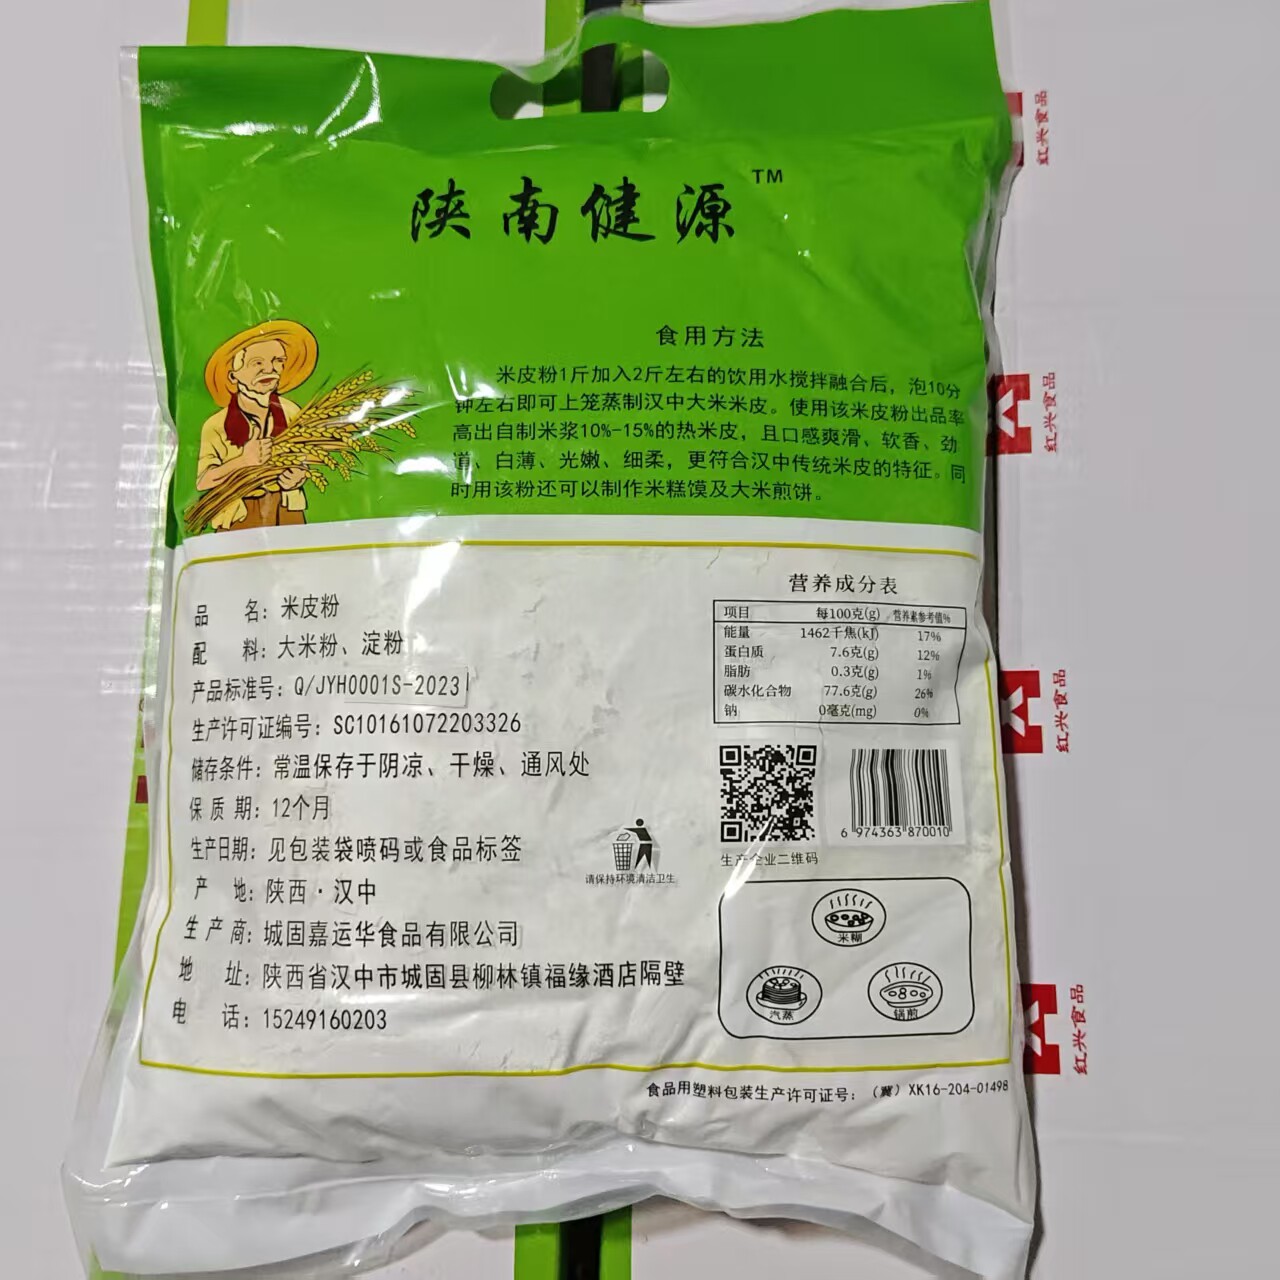 陕南健源™
食用方法
米皮粉1斤加入2斤左右的饮用水搅拌融合后，泡10分
钟左右即可上笼蒸制汉中大米米皮。使用该米皮粉出品率
高出自制米浆10%-15%的热米皮，且口感爽滑、软香、劲
道、白薄、光嫩、细柔，更符合汉中传统米皮的特征。同
时用该粉还可以制作米糕馍及大米煎饼。
品 名：米皮粉
配 料：大米粉、淀粉
产品标准号：Q/JYH0001S-2023
生产许可证编号：SC10161072203326
储存条件：常温保存于阴凉、干燥、通风处
保质期：12个月
生产日期：见包装袋喷码或食品标签
产 地：陕西·汉中
生产商：城固嘉运华食品有限公司
地 址：陕西省汉中市城固县柳林镇福缘酒店隔壁
电 话：15249160203
请保持环境清洁卫生
营养成分表
项目 每100克(g) 营养素参考值%
能量 1462千焦(kJ) 17%
蛋白质 7.6克(g) 12%
脂肪 0.3克(g) 1%
碳水化合物 77.6克(g) 26%
钠 0毫克(mg) 0%
6 974363 870010
生产企业二维码
米糊
汽蒸
锅煎
食品用塑料包装生产许可证号：（冀）XK16-204-01498
红兴食品
红兴食品
红兴食品
红兴食品